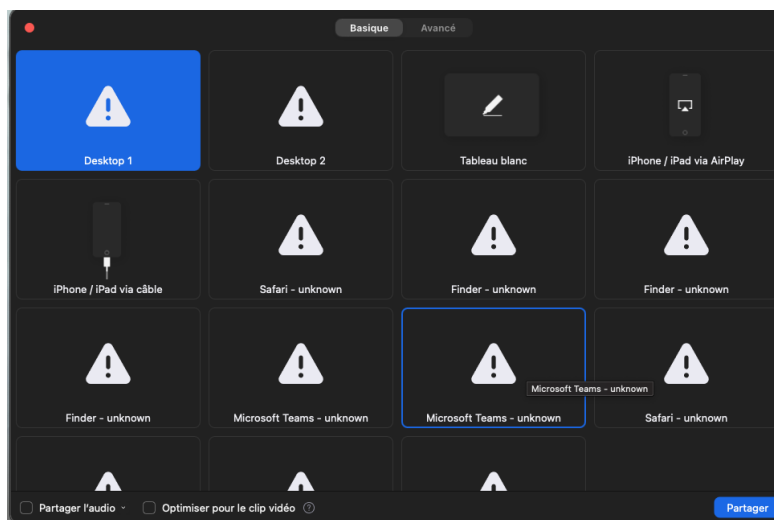 Basique
Avancé
Desktop 1
Desktop 2
Tableau blanc
iPhone / iPad via AirPlay
iPhone / iPad via câble
Safari - unknown
Finder - unknown
Finder - unknown
Finder - unknown
Microsoft Teams - unknown
Microsoft Teams - unknown
Microsoft Teams - unknown
Safari - unknown
Partager l'audio
Optimiser pour le clip vidéo
Partager